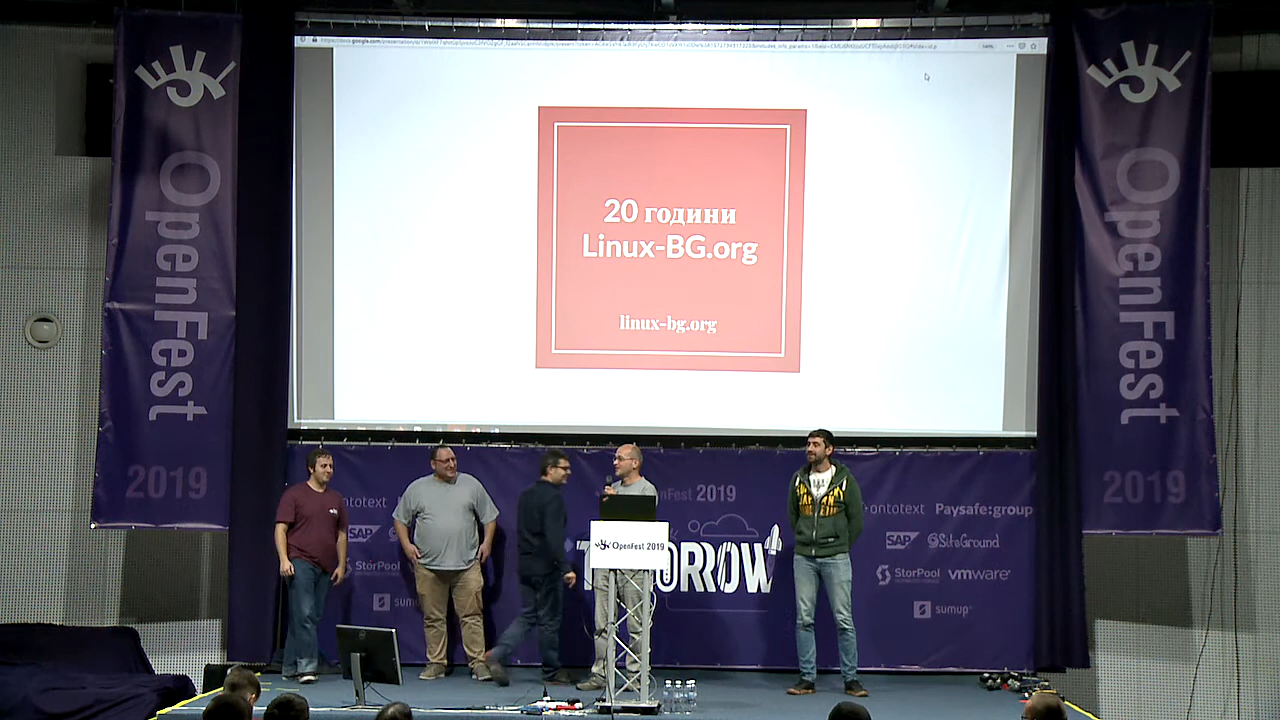 20 години
Linux-BG.org
linux-bg.org
OpenFest
2019
OpenFest
2019
OpenFest 2019
OpenFest 2019
ontotext
SAP
StorPool
sumup
ontotext
Paysafe:group
SAP
SiteGround
StorPool
vmware
sumup